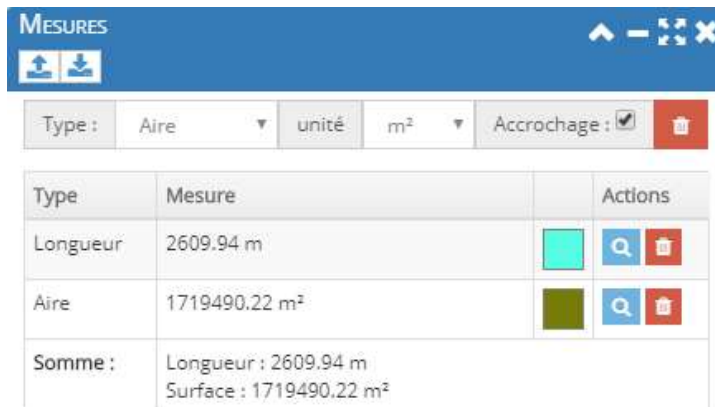 MESURES
Type : Aire unité m² Accrochage :
Type Mesure Actions
Longueur 2609.94 m
Aire 1719490.22 m²
Somme : Longueur : 2609.94 m
Surface : 1719490.22 m²